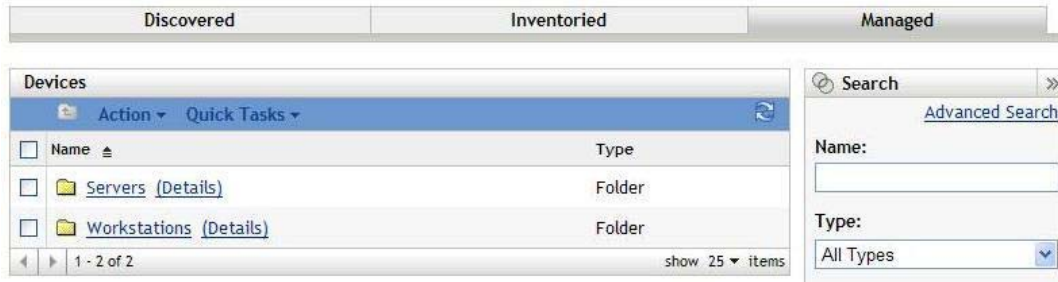 Discovered Inventoried Managed
Devices
Action Quick Tasks
Name Type
Servers (Details) Folder
Workstations (Details) Folder
1 - 2 of 2 show 25 items
Search
Advanced Search
Name:
Type:
All Types